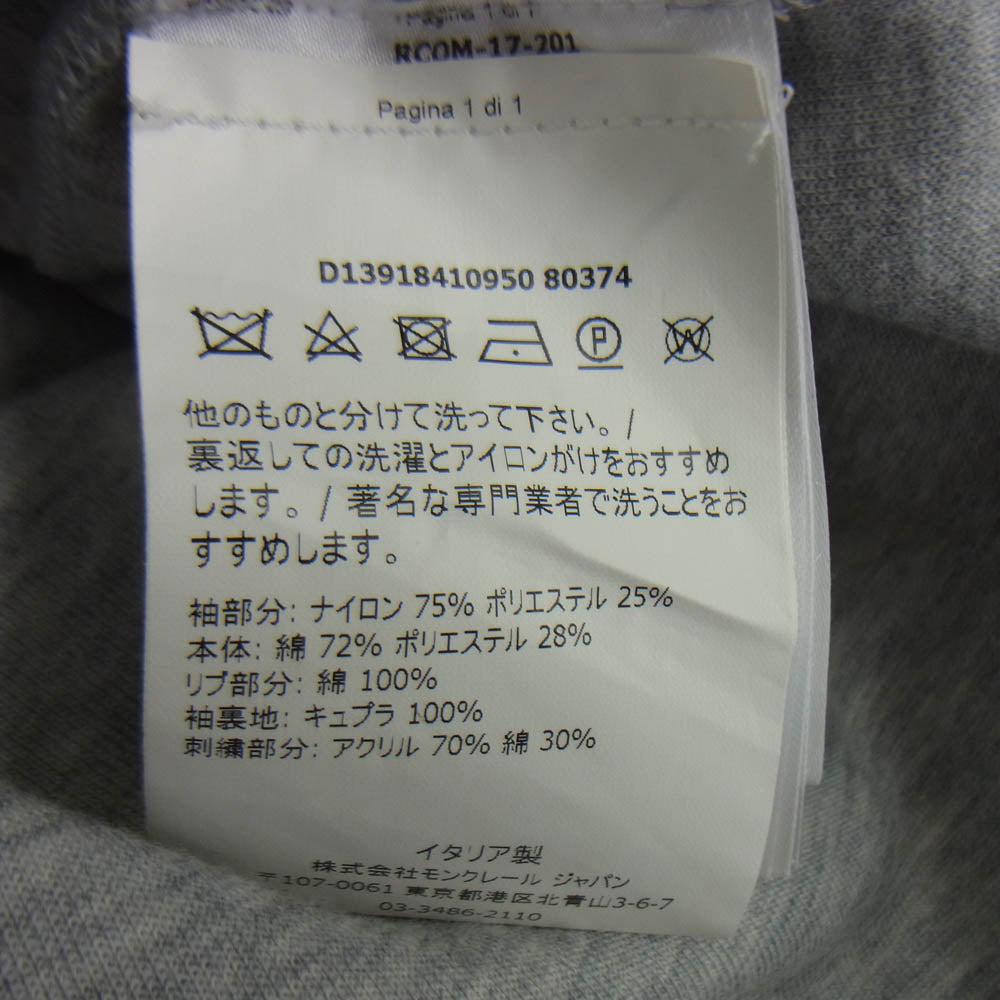 Pagina 1 di 1
RCOM-17-201
Pagina 1 di 1
D13918410950 80374
P
W
他のものと分けて洗って下さい。/
裏返しての洗濯とアイロンがけをおすすめ
します。/ 著名な専門業者で洗うことをお
すすめします。
袖部分: ナイロン 75% ポリエステル 25%
本体: 綿 72% ポリエステル 28%
リブ部分: 綿 100%
袖裏地: キュプラ 100%
刺繍部分: アクリル 70% 綿 30%
イタリア製
株式会社モンクレール ジャパン
〒107-0061 東京都港区北青山3-6-7
03-3486-2110